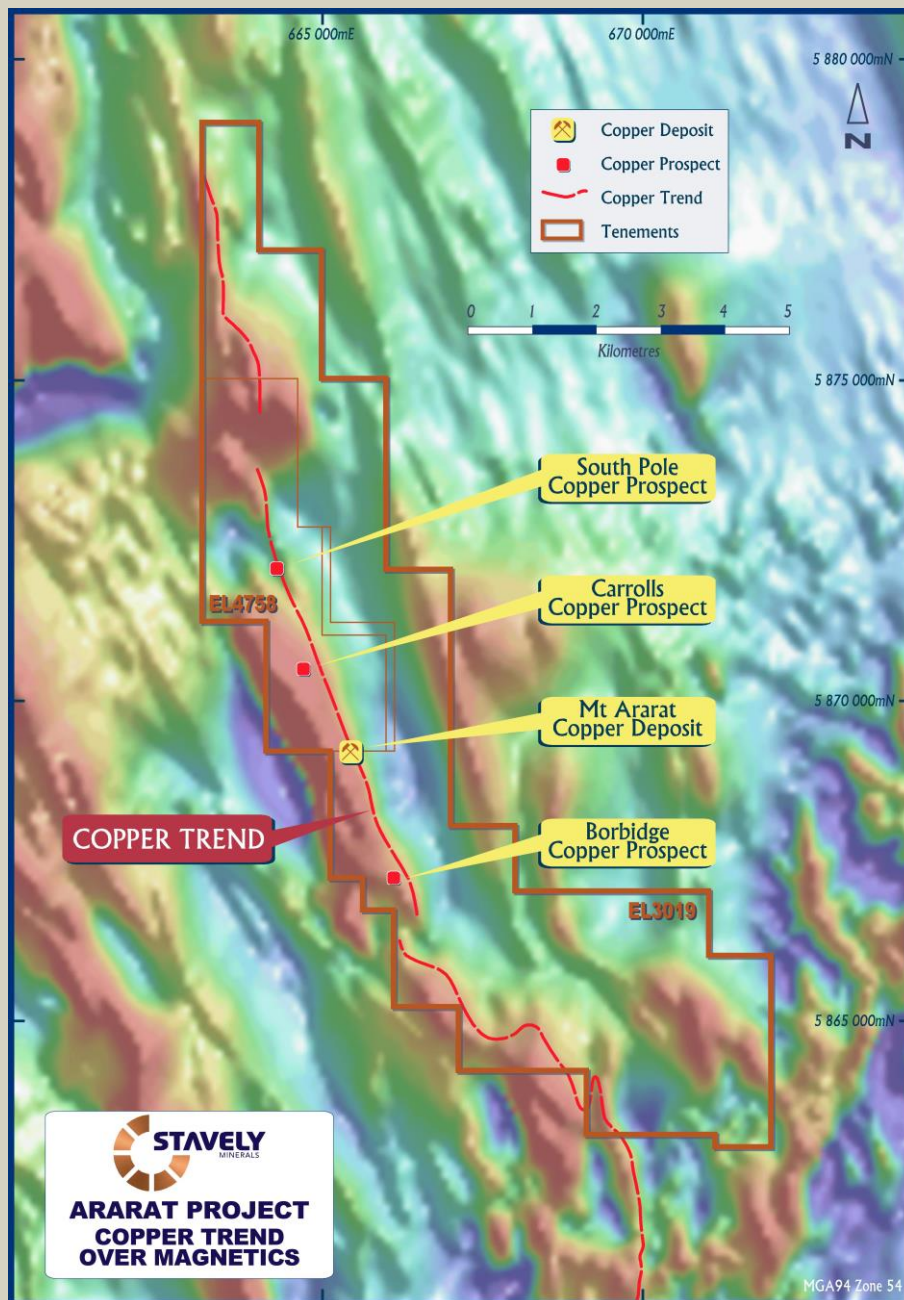 665 000mE
670 000mE
5 880 000mN
N
Copper Deposit
Copper Prospect
Copper Trend
Tenements
0 1 2 3 4 5
Kilometres
5 875 000mN
South Pole
Copper Prospect
Carrolls
Copper Prospect
EL4758
5 870 000mN
Mt Ararat
Copper Deposit
COPPER TREND
Borbidge
Copper Prospect
EL3019
5 865 000mN
STAVELY
MINERALS
ARARAT PROJECT
COPPER TREND
OVER MAGNETICS
MGA94 Zone 54